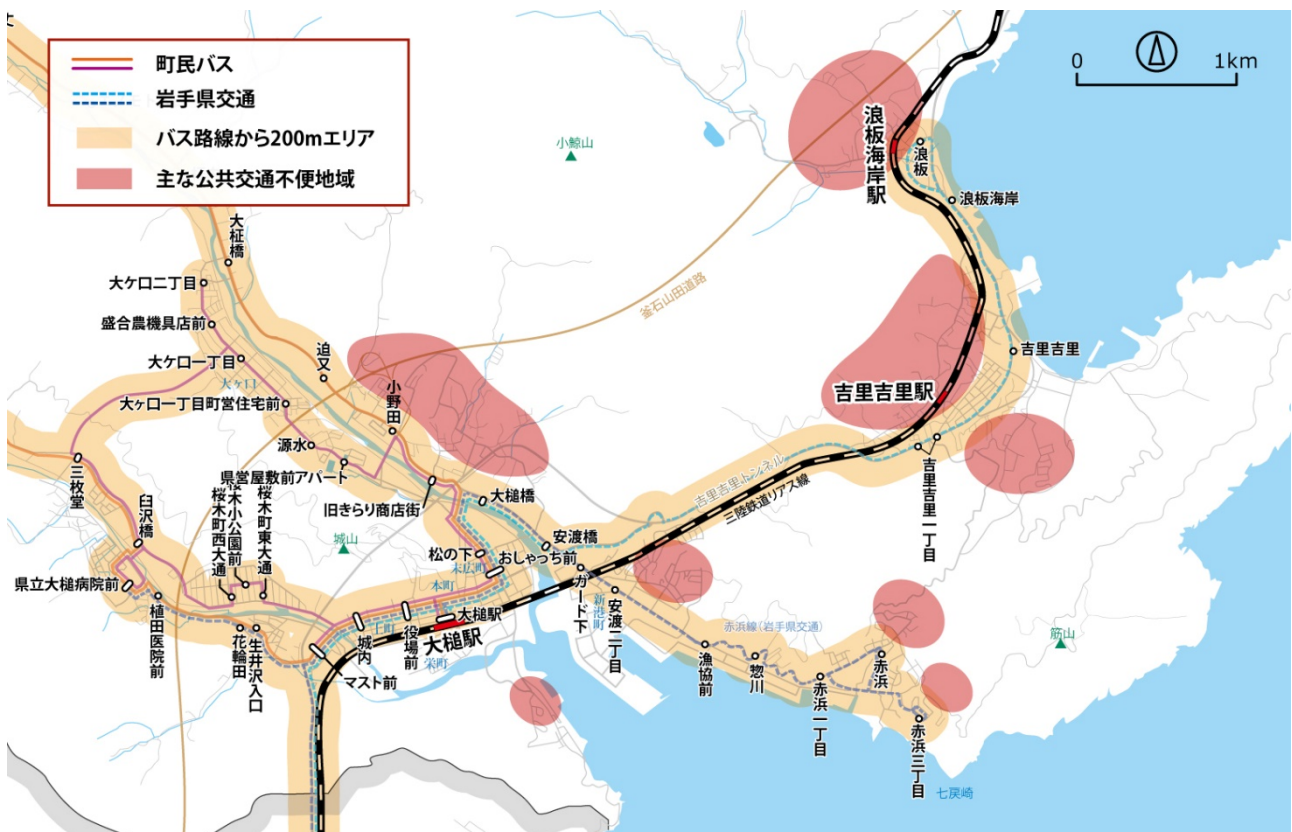 町民バス
岩手県交通
バス路線から200mエリア
主な公共交通不便地域
0
1km
小鯨山
浪板海岸駅
浪板
浪板海岸
大柾橋
大ケ口二丁目
盛合農機具店前
大ケ口一丁目
大ケ口
大ヶ口一丁目町営住宅前
迫又
小野田
源水
県営屋敷前アパート
旧きらり商店街
釜石山田道路
吉里吉里駅
吉里吉里
吉里吉里一丁目
吉里吉里トンネル
三陸鉄道リアス線
三枚堂
臼沢橋
桜木町西大通
桜木小公園前
桜木町東大通
城山
大槌橋
安渡橋
松の下
末広町
おしゃっち前
本町
県立大槌病院前
植田医院前
花輪田
生井沢入口
マスト前
城内
上町
役場前
大槌駅
大槌駅
栄町
ガード下
新港町
安渡二丁目
赤浜線(岩手県交通)
漁協前
惣川
赤浜一丁目
赤浜
赤浜三丁目
筋山
七戻崎